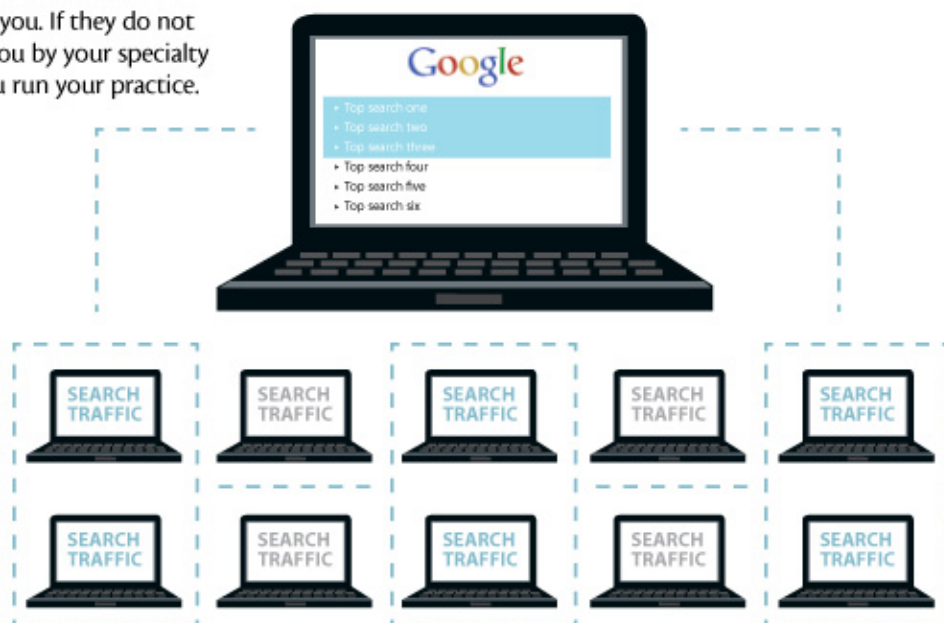 you. If they do not
ou by your specialty
u run your practice.
Google
Top search one
Top search two
Top search three
Top search four
Top search five
Top search six
SEARCH
TRAFFIC
SEARCH
TRAFFIC
SEARCH
TRAFFIC
SEARCH
TRAFFIC
SEARCH
TRAFFIC
SEARCH
TRAFFIC
SEARCH
TRAFFIC
SEARCH
TRAFFIC
SEARCH
TRAFFIC
SEARCH
TRAFFIC